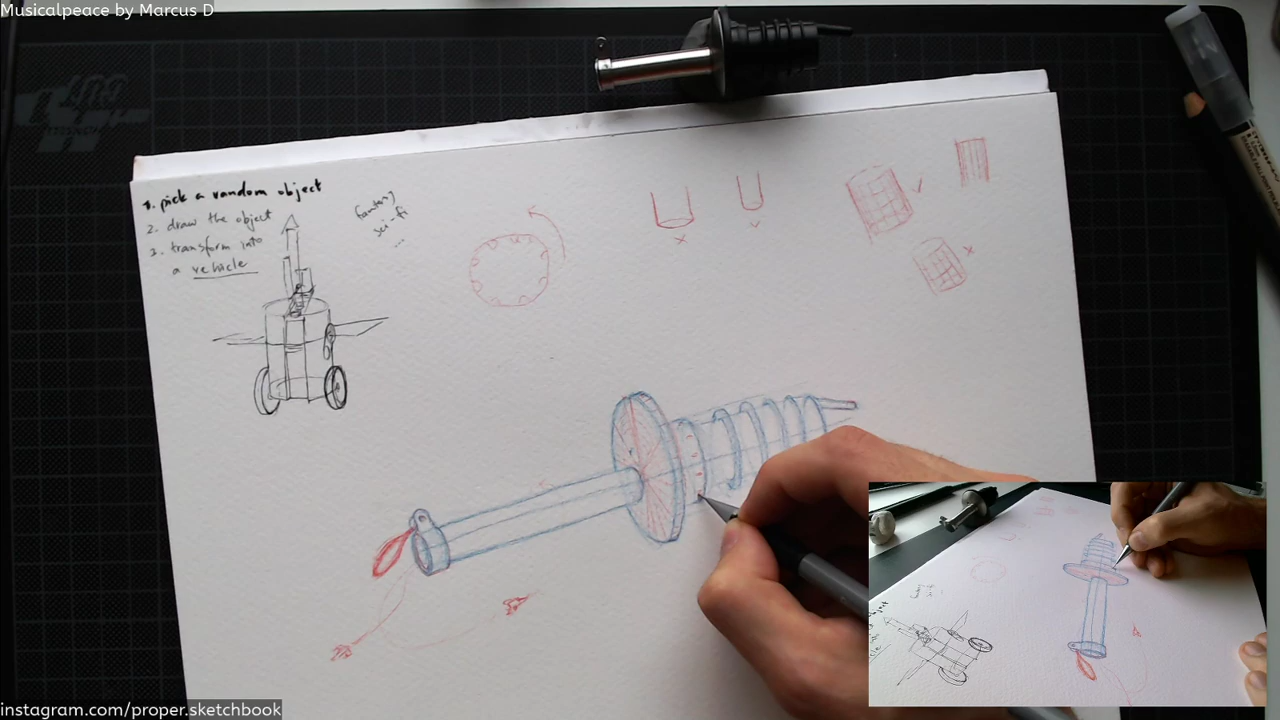 Musicalpeace by Marcus D
1. pick a random object
2. draw the object
3. transform into
a vehicle
fantasy
sci-fi
...
instagram.com/proper.sketchbook